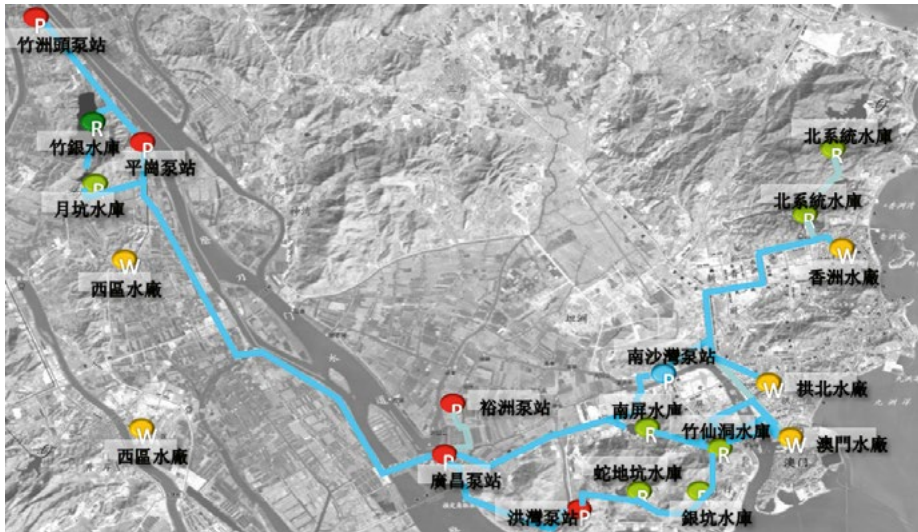 P
竹洲頭泵站
R
竹銀水庫
P
平崗泵站
R
月坑水庫
W
西區水廠
W
西區水廠
R
北系統水庫
R
北系統水庫
W
香洲水廠
南沙灣泵站
P
W
拱北水廠
P
裕洲泵站
南屏水庫
R
竹仙洞水庫
R
W
澳門水廠
澳门
P
廣昌泵站
蛇地坑水庫
R
R
銀坑水庫
洪灣泵站
P